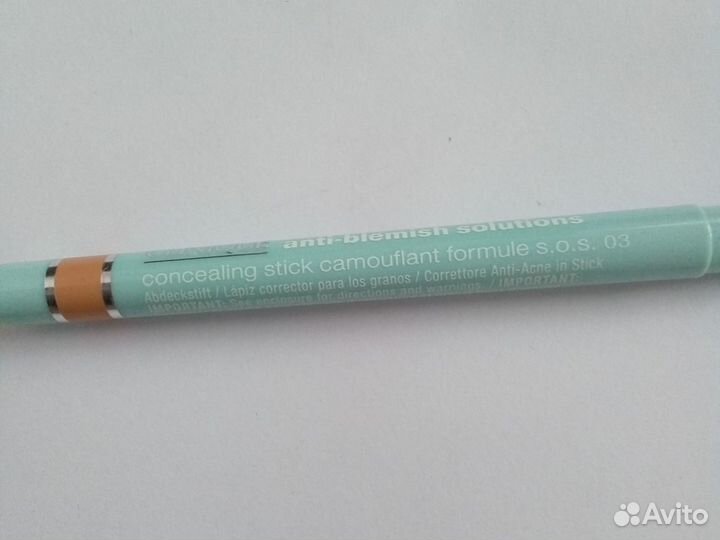 anti-blemish solutions
concealing stick camouflant formule s.o.s. 03
Abdeckstift / Lápiz corrector para los granos / Correttore Anti-Acne in Stick
IMPORTANT: See enclosure for directions and warnings. / IMPORTANT:
Avito